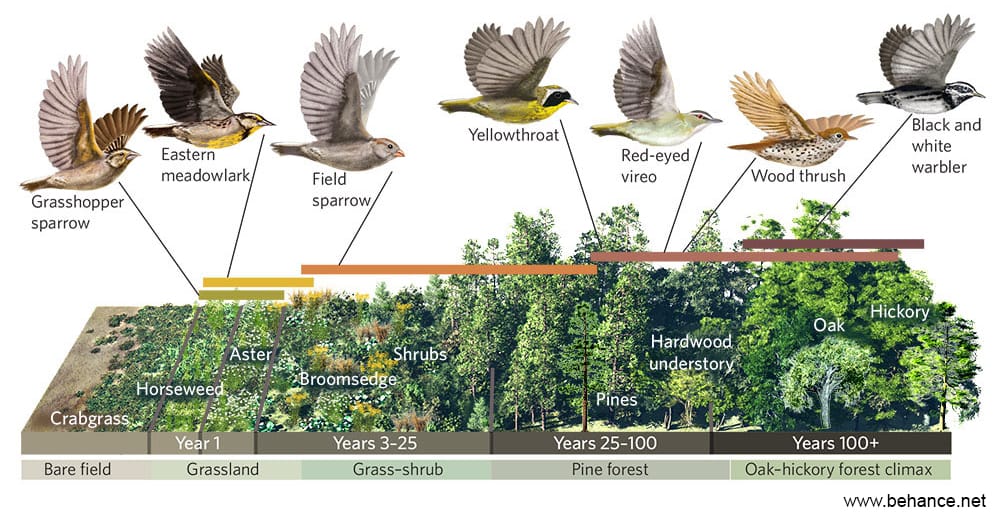 Grasshopper
sparrow
Eastern
meadowlark
Field
sparrow
Yellowthroat
Red-eyed
vireo
Wood thrush
Black and
white
warbler
Crabgrass
Horseweed
Aster
Broomsedge
Shrubs
Pines
Hardwood
understory
Oak
Hickory
Year 1
Years 3-25
Years 25-100
Years 100+
Bare field
Grassland
Grass-shrub
Pine forest
Oak-hickory forest climax
www.behance.net